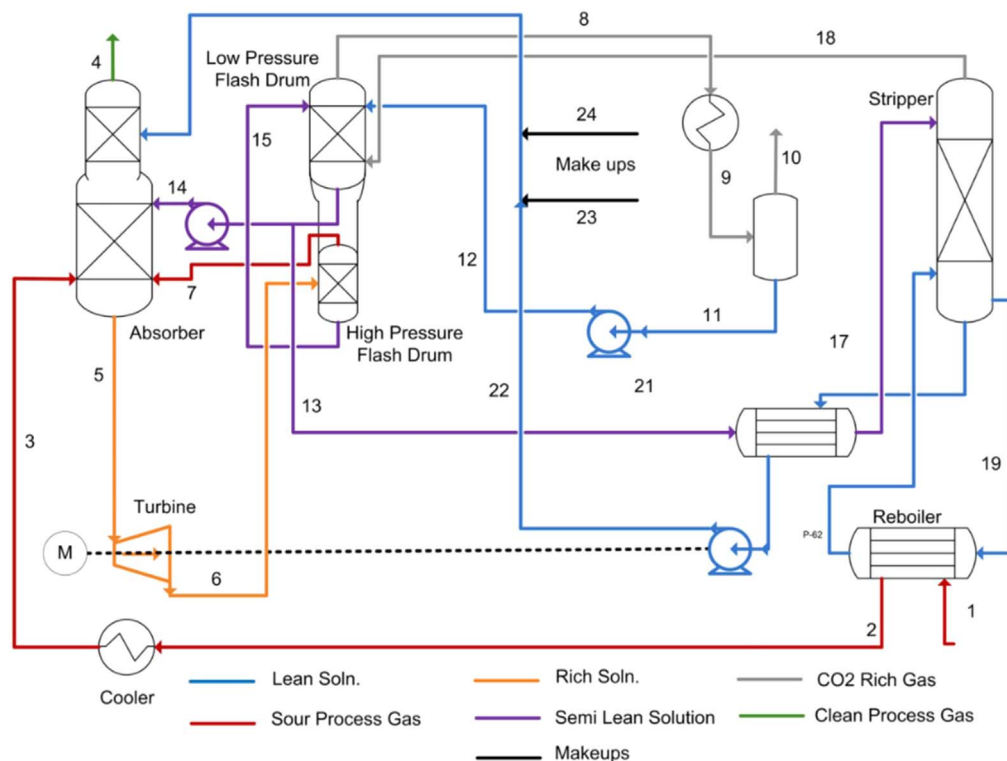 8
18
4
Low Pressure
Flash Drum
Stripper
24
15
Make ups
10
9
14
23
12
7
11
Absorber
High Pressure
Flash Drum
17
5
21
22
13
3
19
Turbine
Reboiler
P-62
M
6
1
2
Cooler
Lean Soln.
Rich Soln.
CO2 Rich Gas
Sour Process Gas
Semi Lean Solution
Clean Process Gas
Makeups